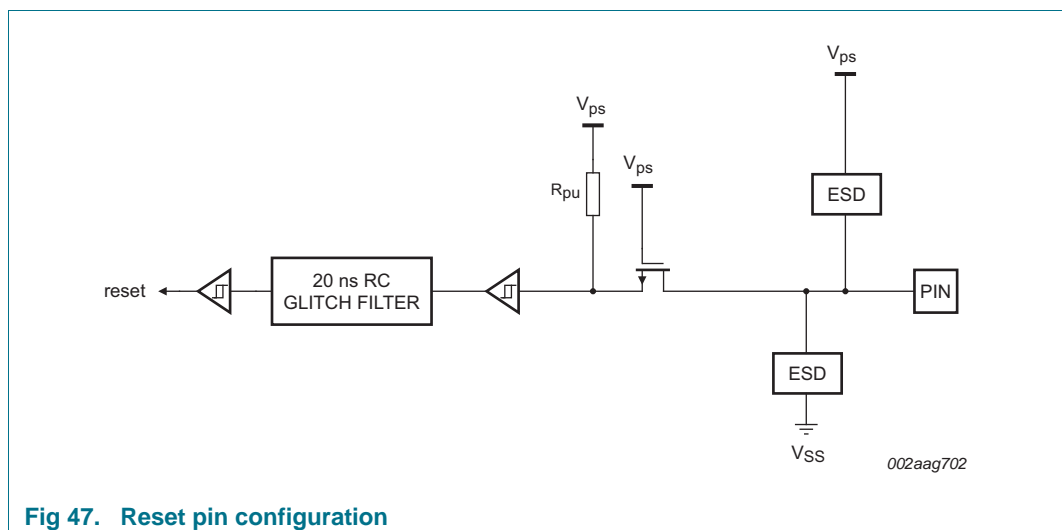 Vps
Vps
Vps
Rpu
ESD
reset
20 ns RC
GLITCH FILTER
PIN
ESD
VSS
002aag702
Fig 47. Reset pin configuration